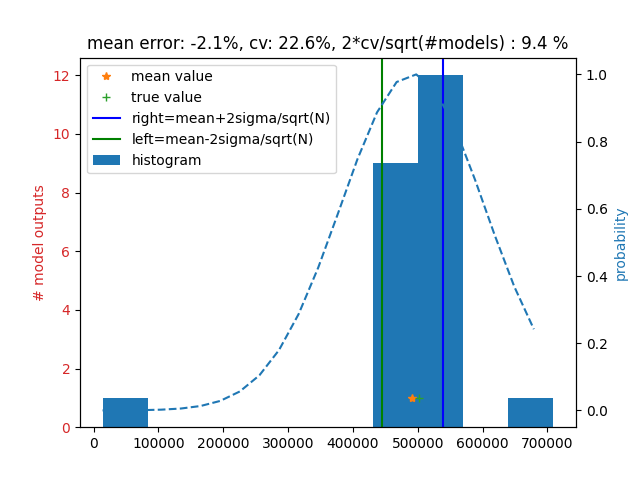 mean error: -2.1%, cv: 22.6%, 2*cv/sqrt(#models) : 9.4 %
mean value
true value
right=mean+2sigma/sqrt(N)
left=mean-2sigma/sqrt(N)
histogram
# model outputs
12
10
8
6
4
2
0
probability
1.0
0.8
0.6
0.4
0.2
0.0
0 100000 200000 300000 400000 500000 600000 700000